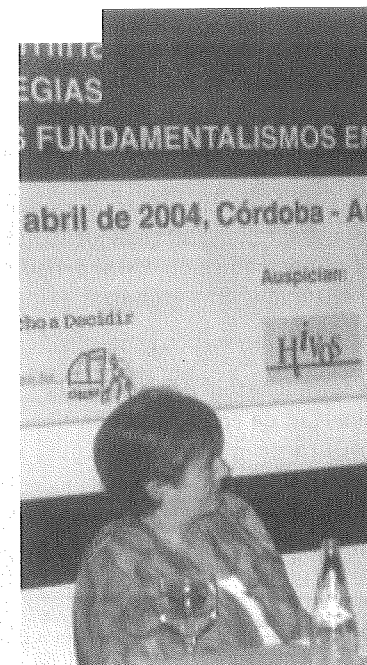 EGIAS
S FUNDAMENTALISMOS EN
abril de 2004, Córdoba - A
Auspician:
cho a Decidir
Hivos